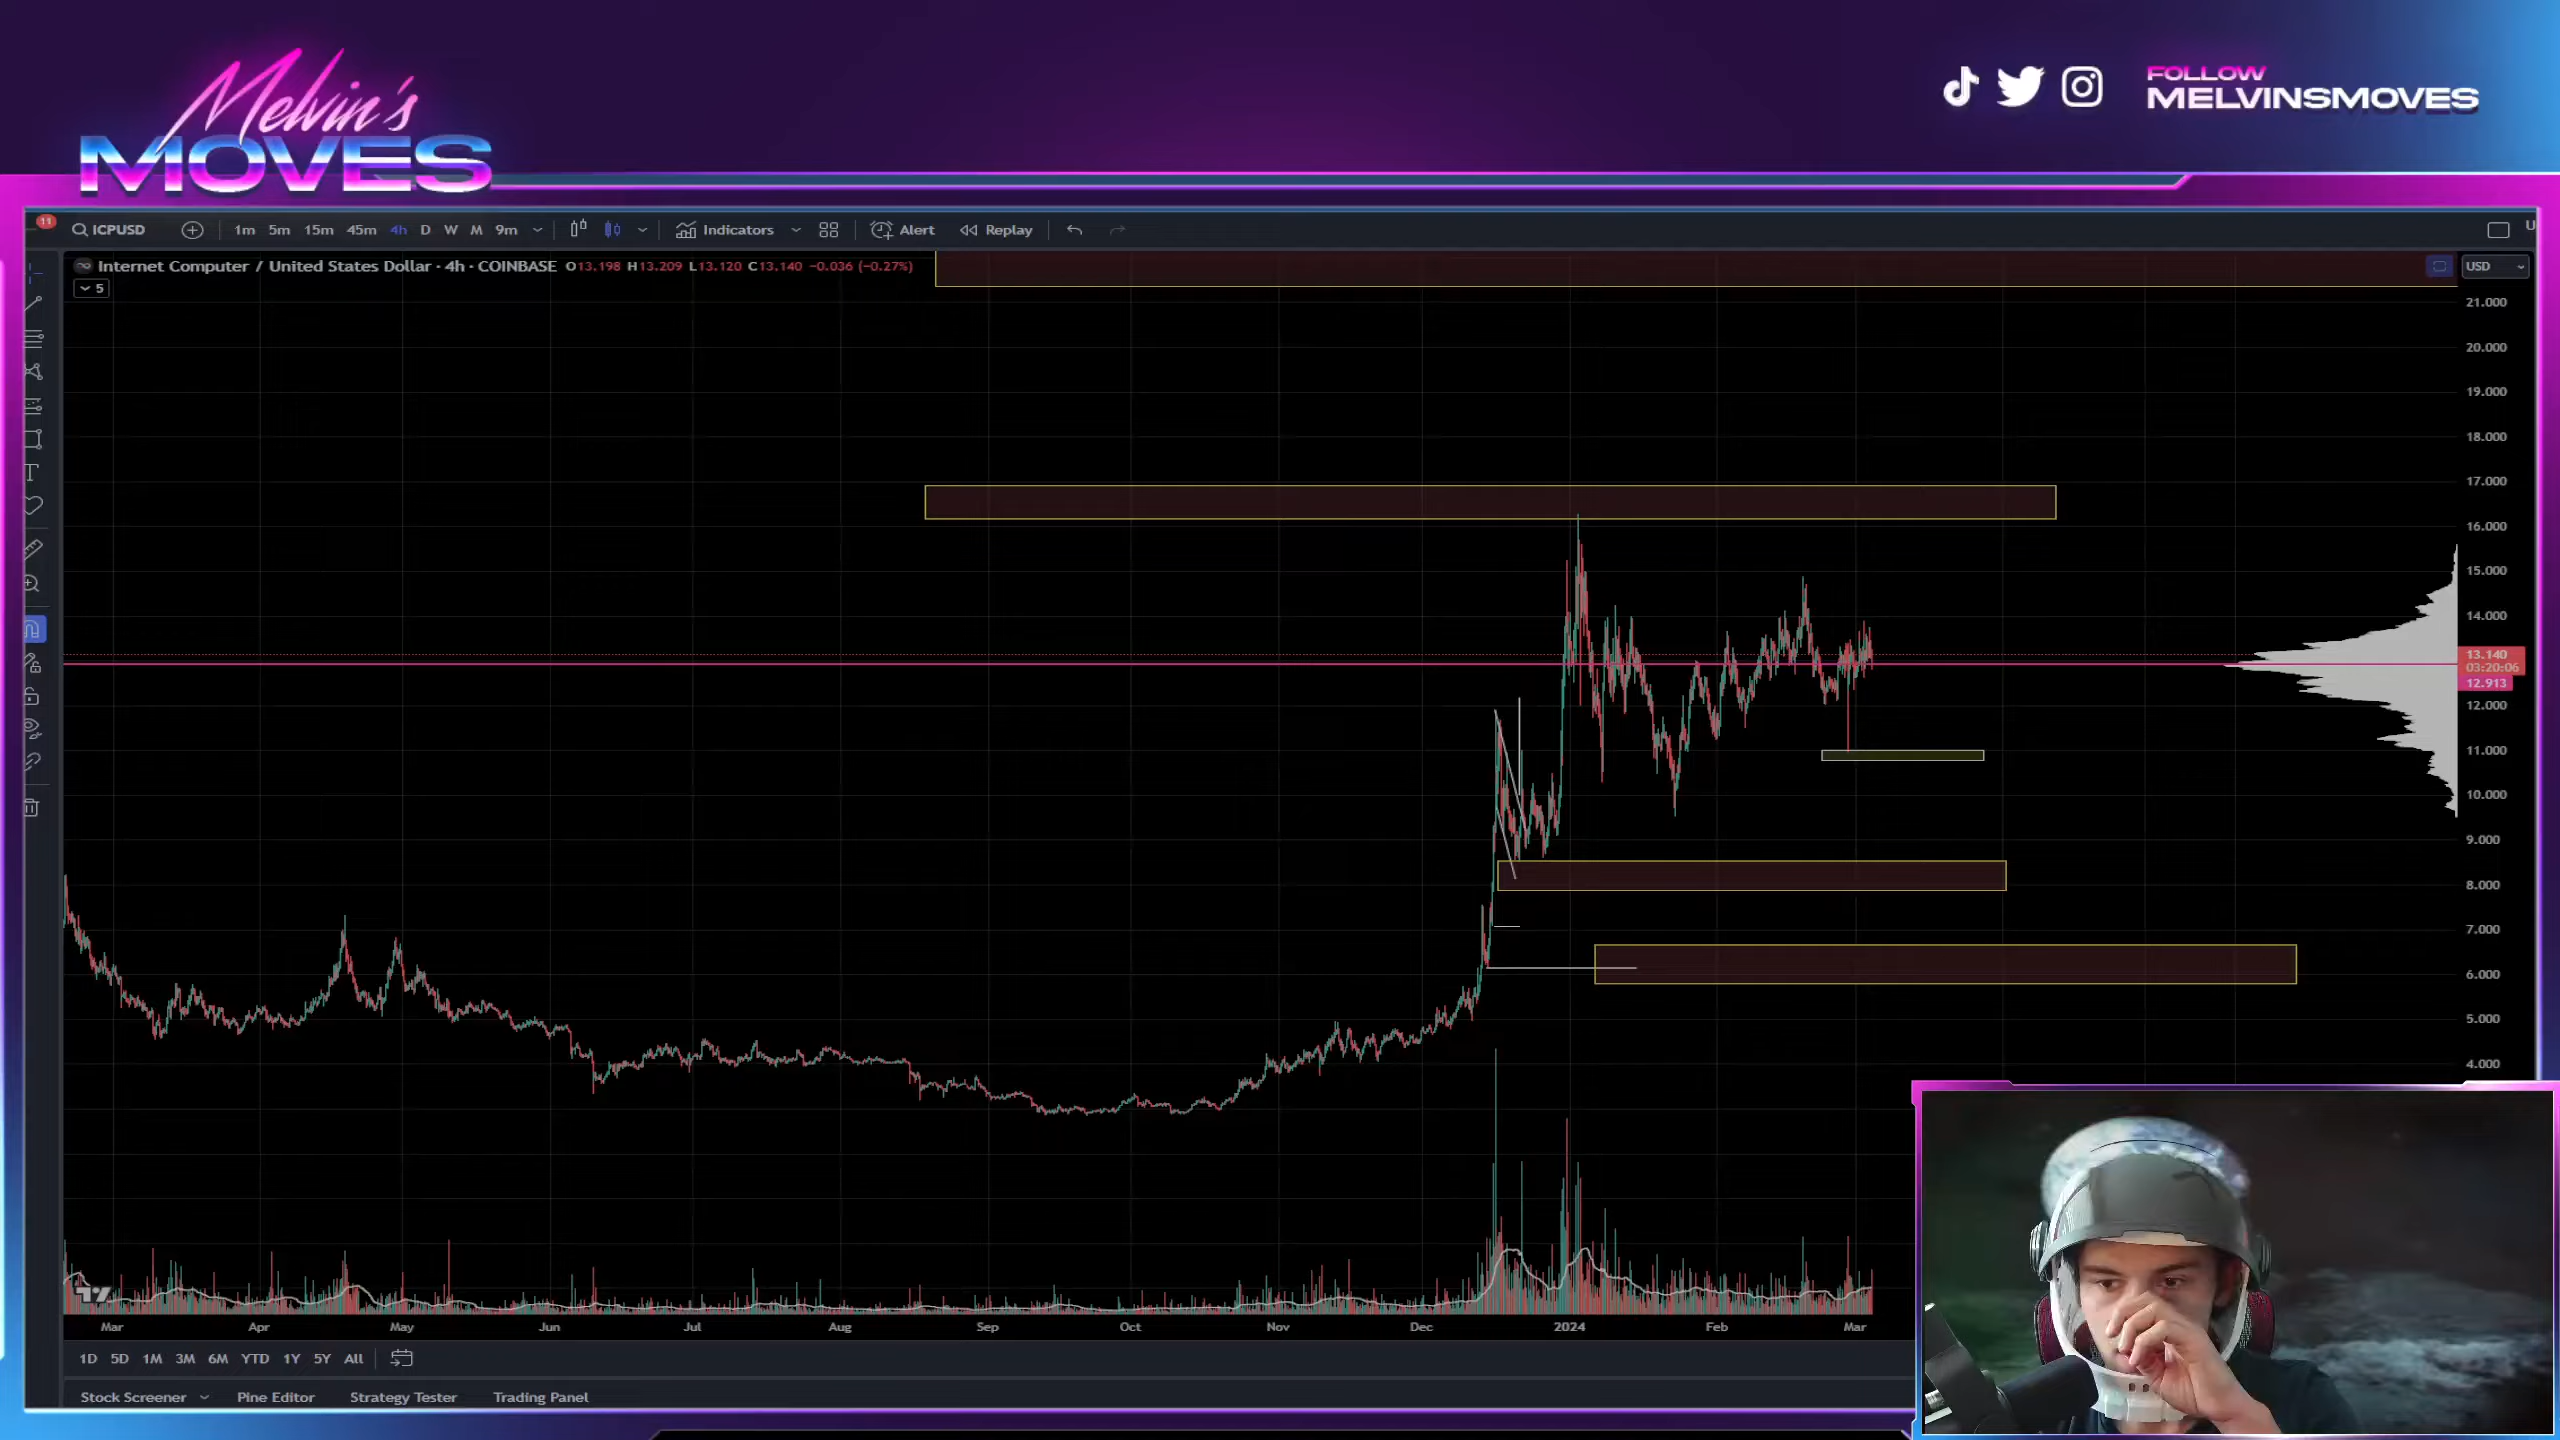 Melvin's
MOVES
FOLLOW
MELVINSMOVES
11
ICPUSD
1m 5m 15m 45m 4h D W M 9m
Indicators
Alert
Replay
U
Internet Computer / United States Dollar · 4h · COINBASE O13.198 H13.209 L13.120 C13.140 −0.036 (−0.27%)
USD
5
21.000
20.000
19.000
18.000
17.000
16.000
15.000
14.000
13.140
03:20:06
12.913
12.000
11.000
10.000
9.000
8.000
7.000
6.000
5.000
4.000
Mar Apr May Jun Jul Aug Sep Oct Nov Dec 2024 Feb Mar
1D 5D 1M 3M 6M YTD 1Y 5Y All
Stock Screener Pine Editor Strategy Tester Trading Panel